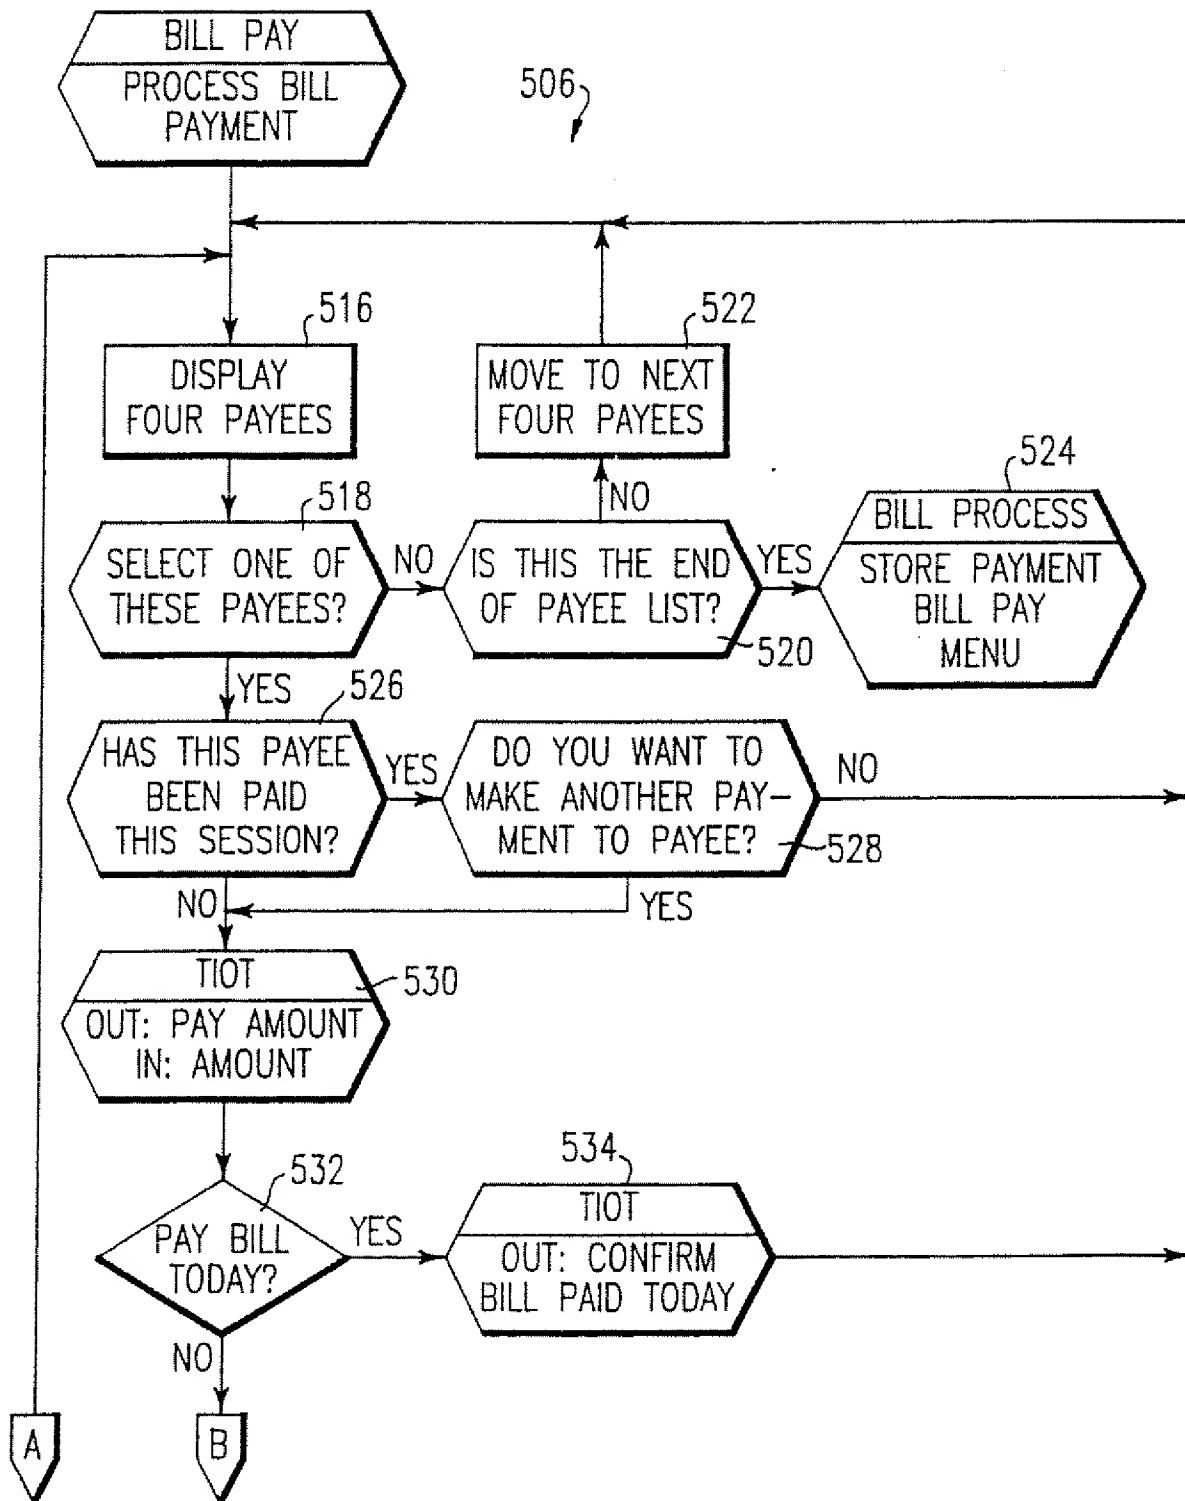 BILL PAY
PROCESS BILL
PAYMENT
506
516
DISPLAY
FOUR PAYEES
522
MOVE TO NEXT
FOUR PAYEES
NO
518
SELECT ONE OF
THESE PAYEES?
NO
IS THIS THE END
OF PAYEE LIST?
520
YES
524
BILL PROCESS
STORE PAYMENT
BILL PAY
MENU
YES
526
HAS THIS PAYEE
BEEN PAID
THIS SESSION?
YES
DO YOU WANT TO
MAKE ANOTHER PAY-
MENT TO PAYEE?
528
NO
NO
YES
TIOT
530
OUT: PAY AMOUNT
IN: AMOUNT
532
PAY BILL
TODAY?
YES
534
TIOT
OUT: CONFIRM
BILL PAID TODAY
NO
A
B